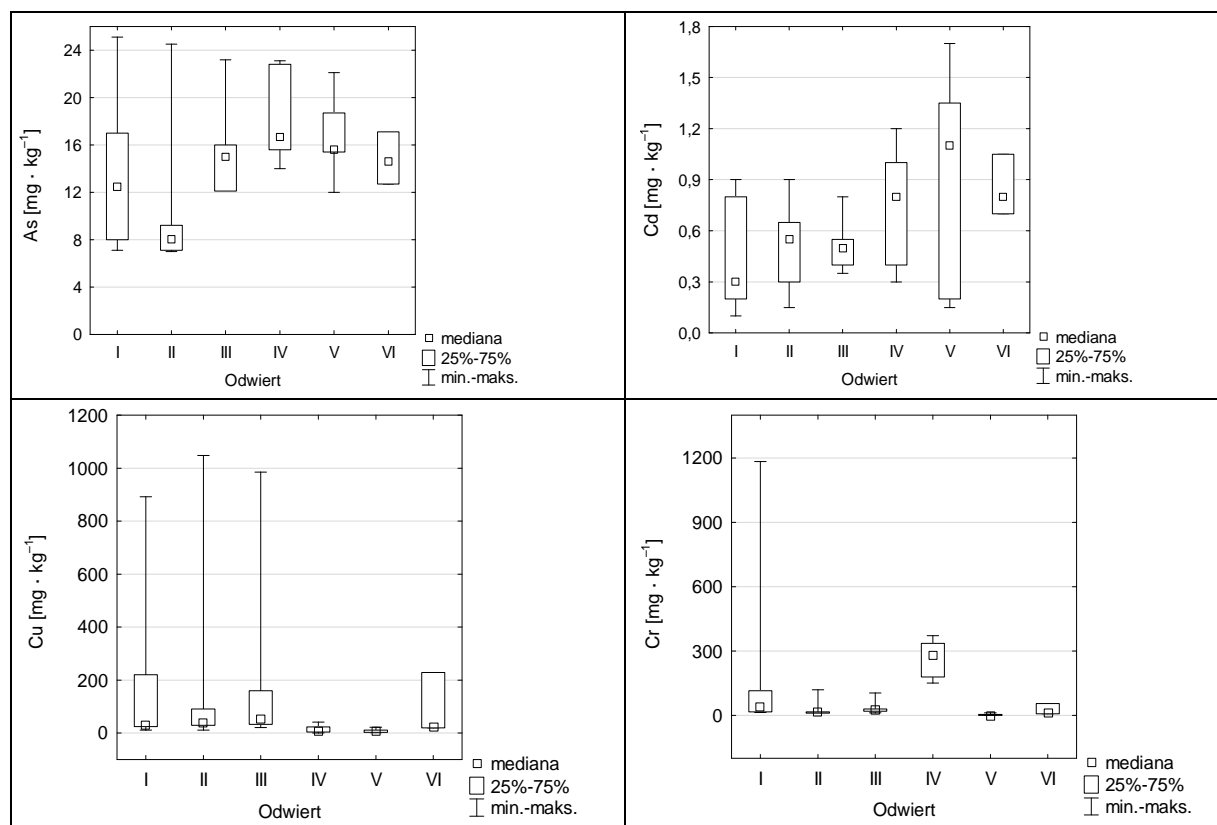 As [mg · kg⁻¹]
24
20
16
12
8
4
0
I II III IV V VI
Odwiert
mediana
25%-75%
min.-maks.
Cd [mg · kg⁻¹]
1,8
1,5
1,2
0,9
0,6
0,3
0,0
I II III IV V VI
Odwiert
mediana
25%-75%
min.-maks.
Cu [mg · kg⁻¹]
1200
1000
800
600
400
200
0
I II III IV V VI
Odwiert
mediana
25%-75%
min.-maks.
Cr [mg · kg⁻¹]
1200
900
600
300
0
I II III IV V VI
Odwiert
mediana
25%-75%
min.-maks.